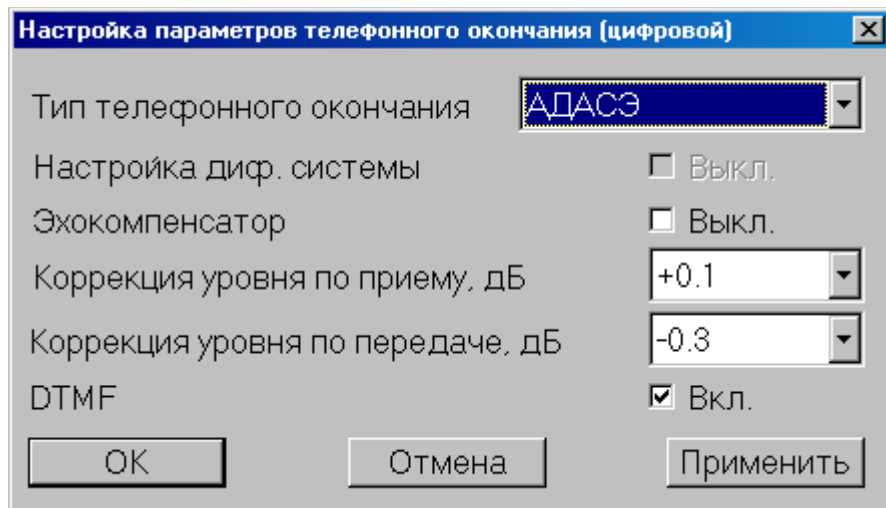 Настройка параметров телефонного окончания (цифровой)
Тип телефонного окончания АДАСЭ
Настройка диф. системы Выкл.
Эхокомпенсатор Выкл.
Коррекция уровня по приему, дБ +0.1
Коррекция уровня по передаче, дБ -0.3
DTMF Вкл.
OK Отмена Применить